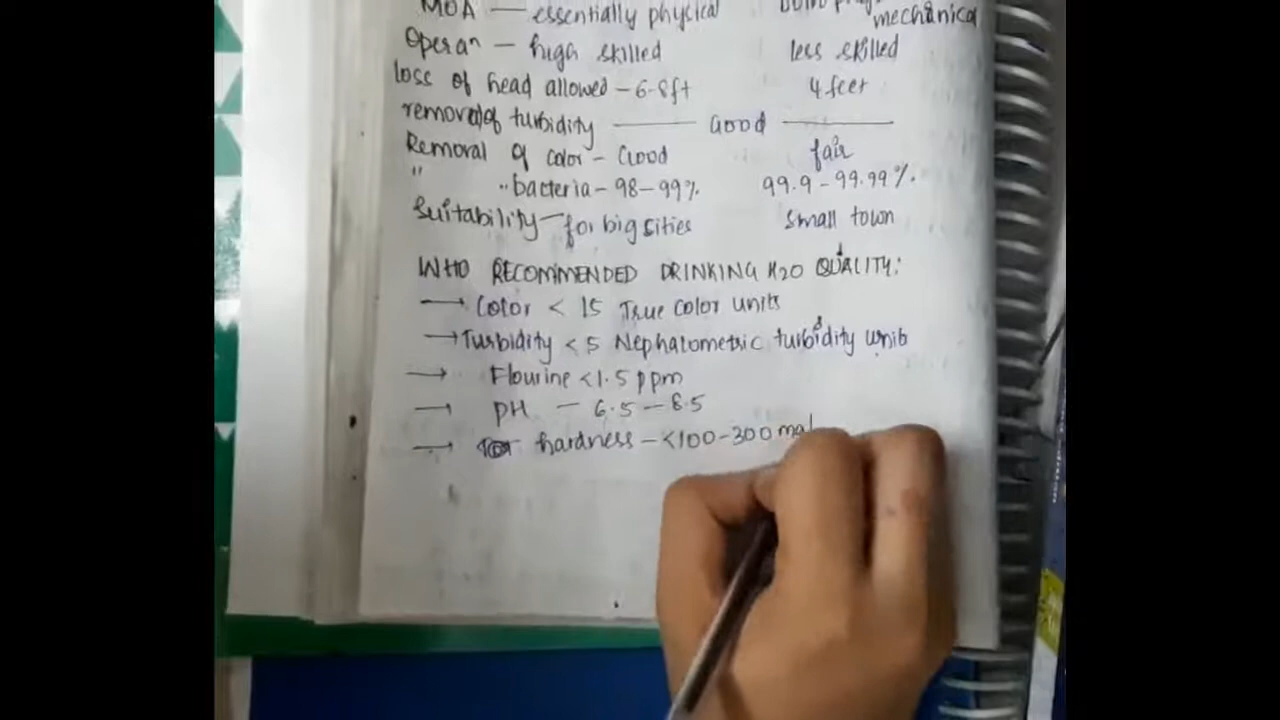 MOA — essentially physical mechanical
Operan — high skilled less skilled
loss of head allowed – 6-8ft 4 feet
removal of turbidity —— Good ——
Removal of color – Good fair
" " bacteria – 98–99% 99.9–99.99%.
Suitability – for big sities Small town
WHO RECOMMENDED DRINKING H2O QUALITY:
→ Color < 15 True color units
→ Turbidity < 5 Nephalometric turbidity units
→ Flourine <1.5 ppm
→ PH – 6.5–8.5
→ hardness – <100-300 mg/